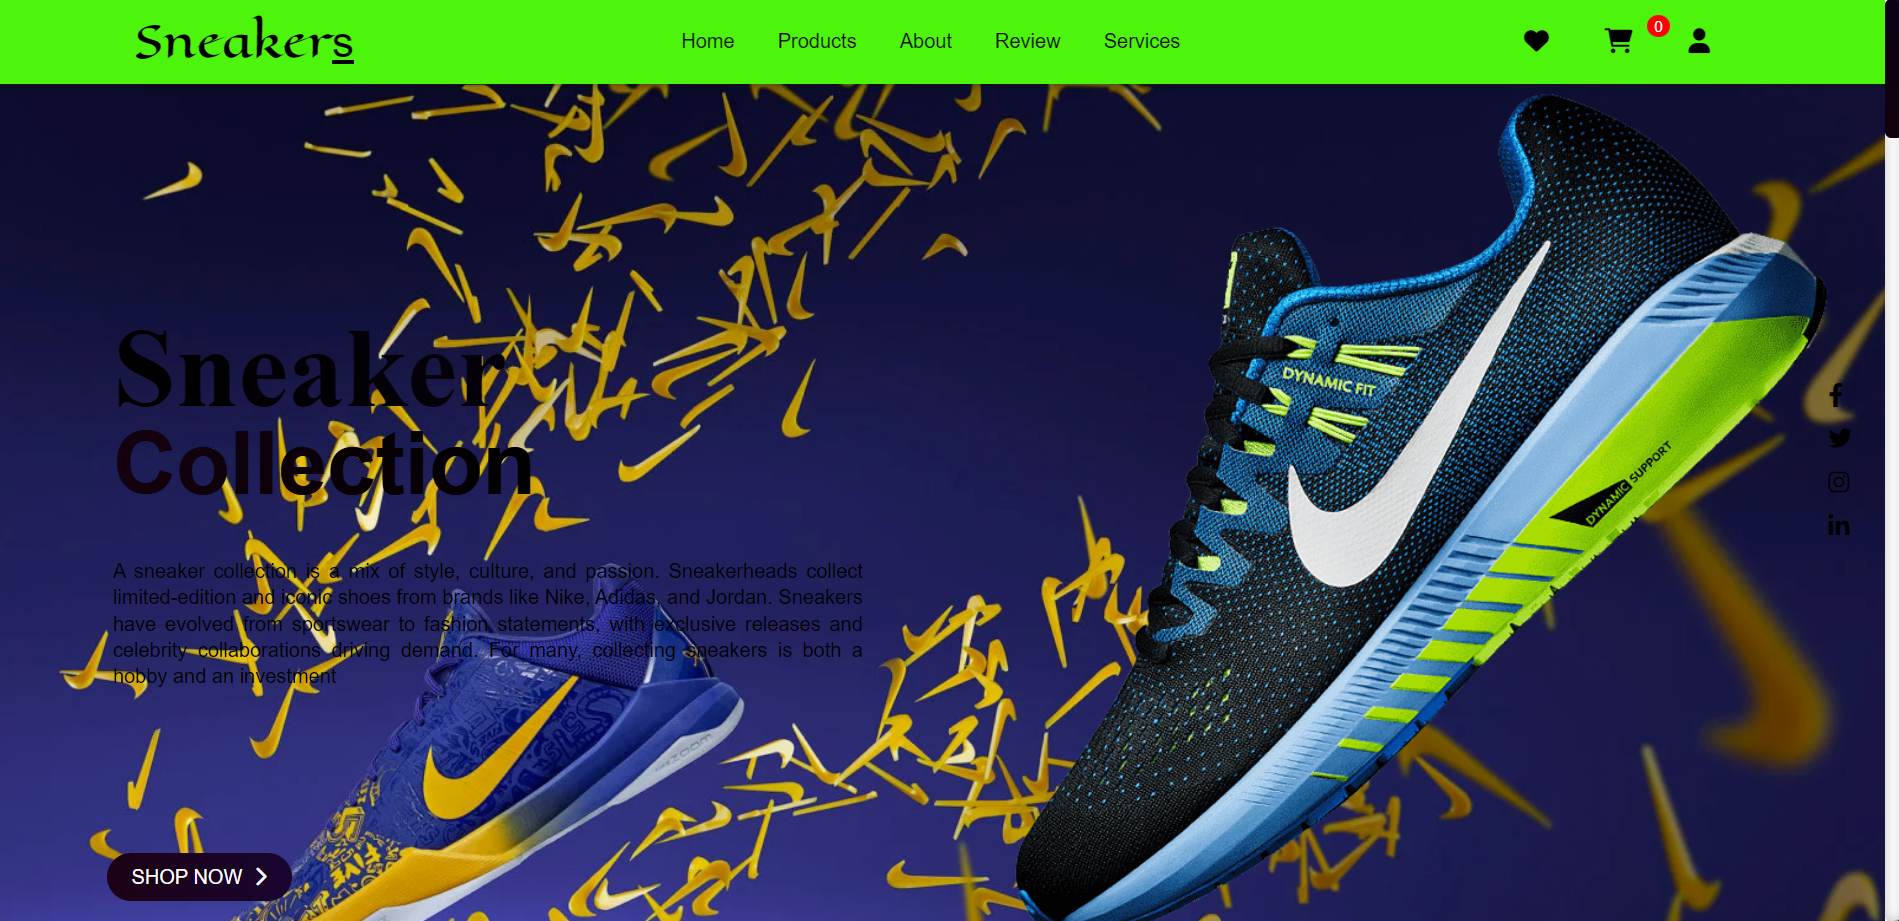 Sneakers
Home Products About Review Services
0
DYNAMIC FIT
Sneaker
Collection
DYNAMIC SUPPORT
A sneaker collection is a mix of style, culture, and passion. Sneakerheads collect
limited-edition and iconic shoes from brands like Nike, Adidas, and Jordan. Sneakers
have evolved from sportswear to fashion statements, with exclusive releases and
celebrity collaborations driving demand. For many, collecting sneakers is both a
hobby and an investment
ZOOM
SHOP NOW